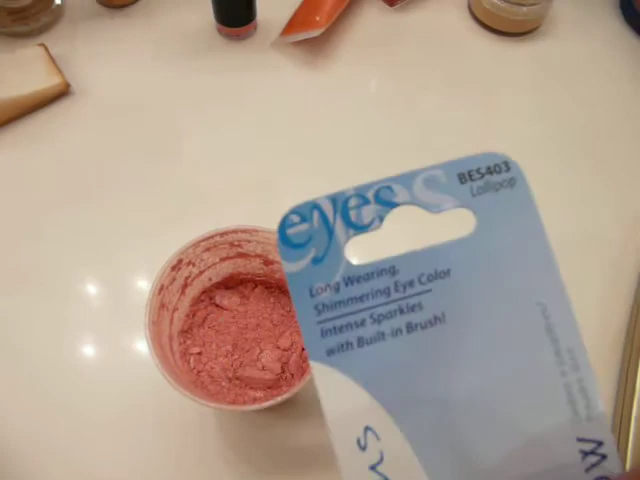 eyes
BES403
Lollipop
Long Wearing,
Shimmering Eye Color
Intense Sparkles
with Built-in Brush!